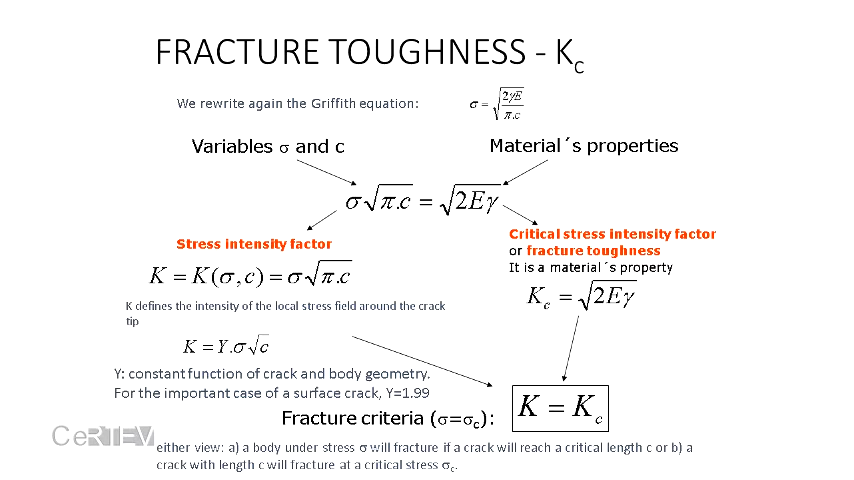 FRACTURE TOUGHNESS - Kc
We rewrite again the Griffith equation: σ = √(2γE / π.c)
Variables σ and c
Material´s properties
σ√π.c = √2Eγ
Critical stress intensity factor
or fracture toughness
It is a material´s property
Stress intensity factor
K = K(σ,c) = σ√π.c
Kc = √2Eγ
K defines the intensity of the local stress field around the crack
tip
K = Y.σ√c
Y: constant function of crack and body geometry.
For the important case of a surface crack, Y=1.99
Fracture criteria (σ=σc): K = Kc
CeRTEV
either view: a) a body under stress σ will fracture if a crack will reach a critical length c or b) a
crack with length c will fracture at a critical stress σc.